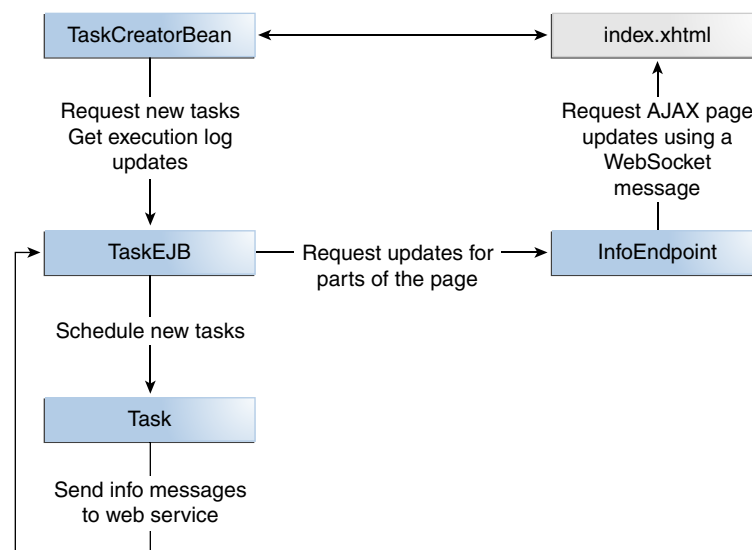 TaskCreatorBean
index.xhtml
Request new tasks
Get execution log
updates
Request AJAX page
updates using a
WebSocket
message
TaskEJB
Request updates for
parts of the page
InfoEndpoint
Schedule new tasks
Task
Send info messages
to web service